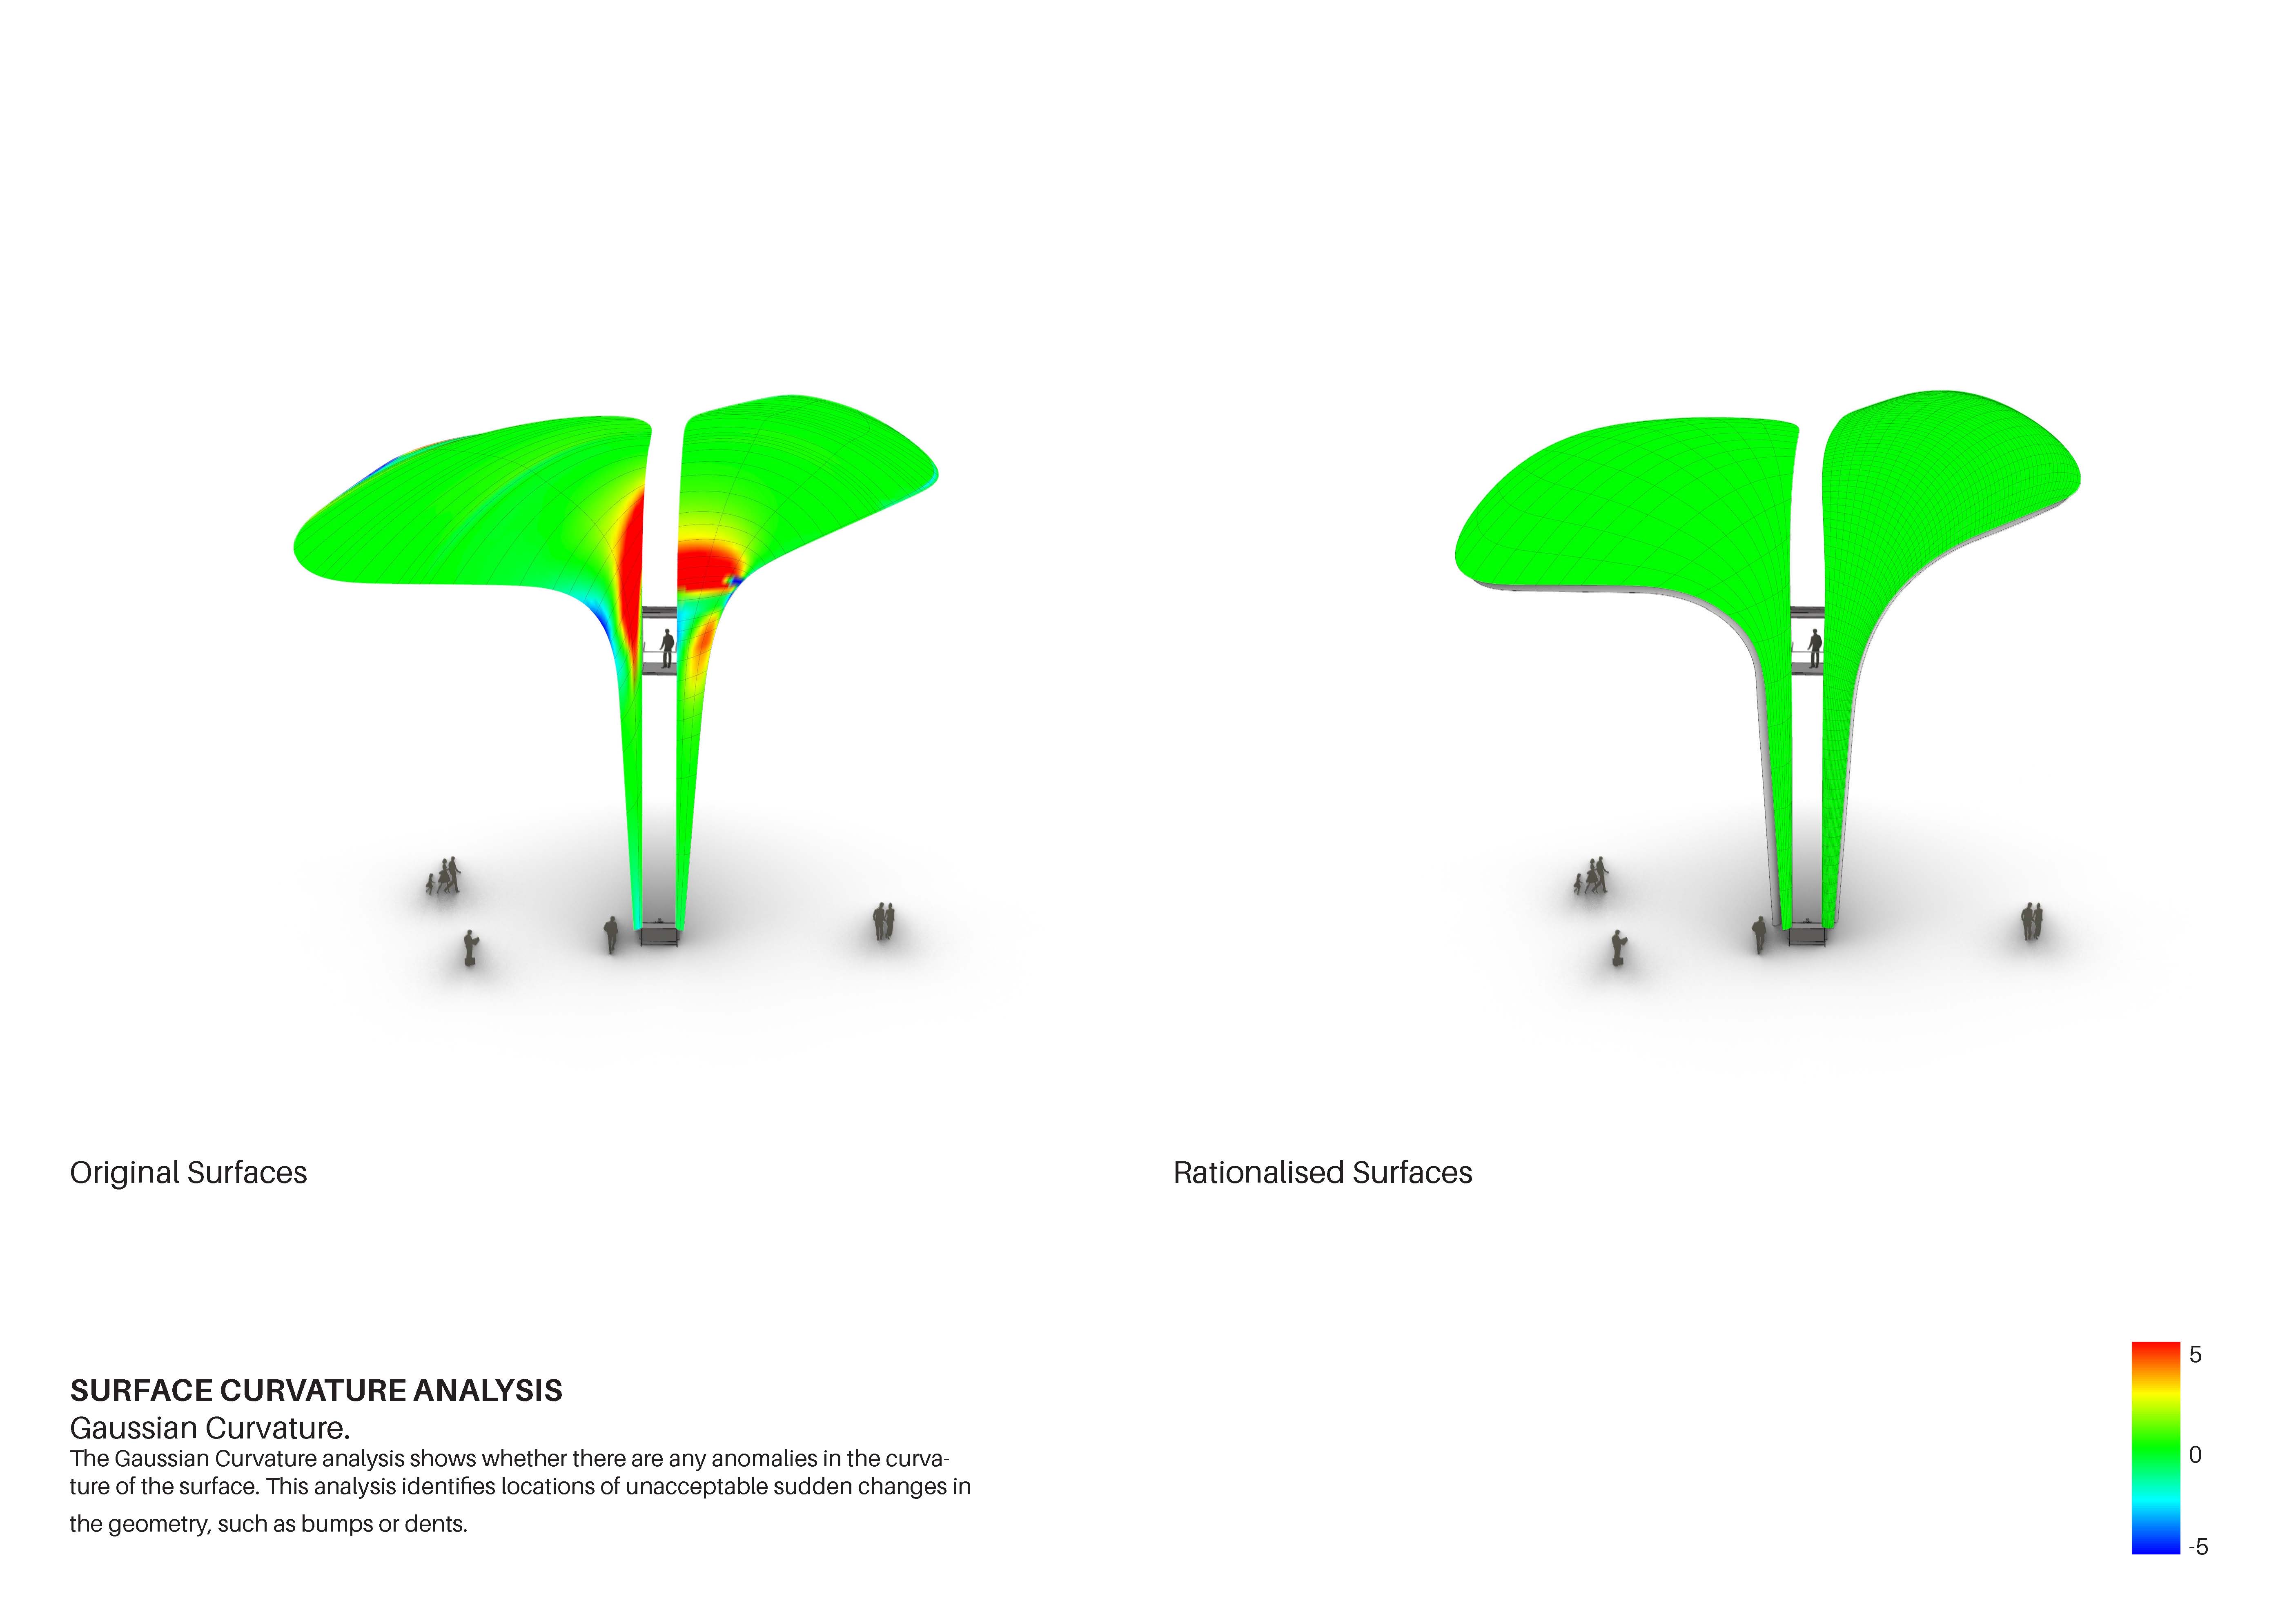 Original Surfaces
Rationalised Surfaces
SURFACE CURVATURE ANALYSIS
Gaussian Curvature.
The Gaussian Curvature analysis shows whether there are any anomalies in the curva-
ture of the surface. This analysis identifies locations of unacceptable sudden changes in
the geometry, such as bumps or dents.
5
0
-5